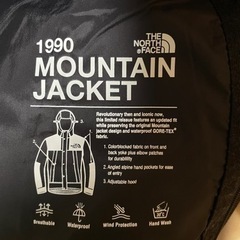 1990
MOUNTAIN
JACKET
THE
NORTH
FACE
Revolutionary then and iconic now,
this limited reissue features an updated fit
while preserving the original Mountain
Jacket design and waterproof GORE-TEX®
fabric.
1. Colorblocked fabric on front and
back yoke plus elbow patches
for durability
2. Angled alpine hand pockets for ease
of entry
3. Adjustable hood
Breathable
Waterproof
Wind Protection
Hand Wash